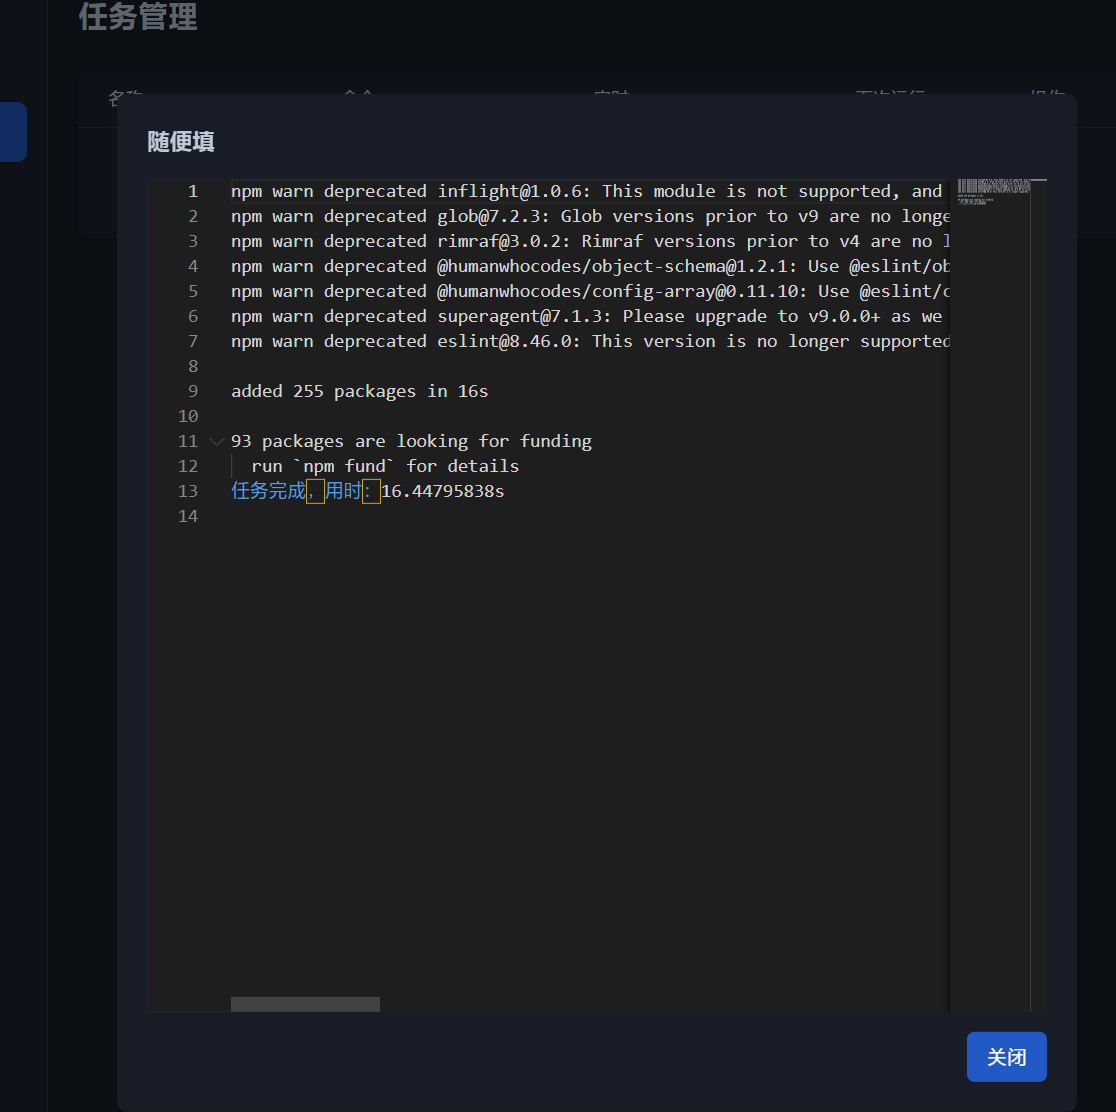 任务管理
随便填
1 npm warn deprecated inflight@1.0.6: This module is not supported, and
2 npm warn deprecated glob@7.2.3: Glob versions prior to v9 are no longe
3 npm warn deprecated rimraf@3.0.2: Rimraf versions prior to v4 are no l
4 npm warn deprecated @humanwhocodes/object-schema@1.2.1: Use @eslint/ob
5 npm warn deprecated @humanwhocodes/config-array@0.11.10: Use @eslint/c
6 npm warn deprecated superagent@7.1.3: Please upgrade to v9.0.0+ as we
7 npm warn deprecated eslint@8.46.0: This version is no longer supported
8
9 added 255 packages in 16s
10
11 93 packages are looking for funding
12 run `npm fund` for details
13 任务完成，用时：16.44795838s
14
关闭